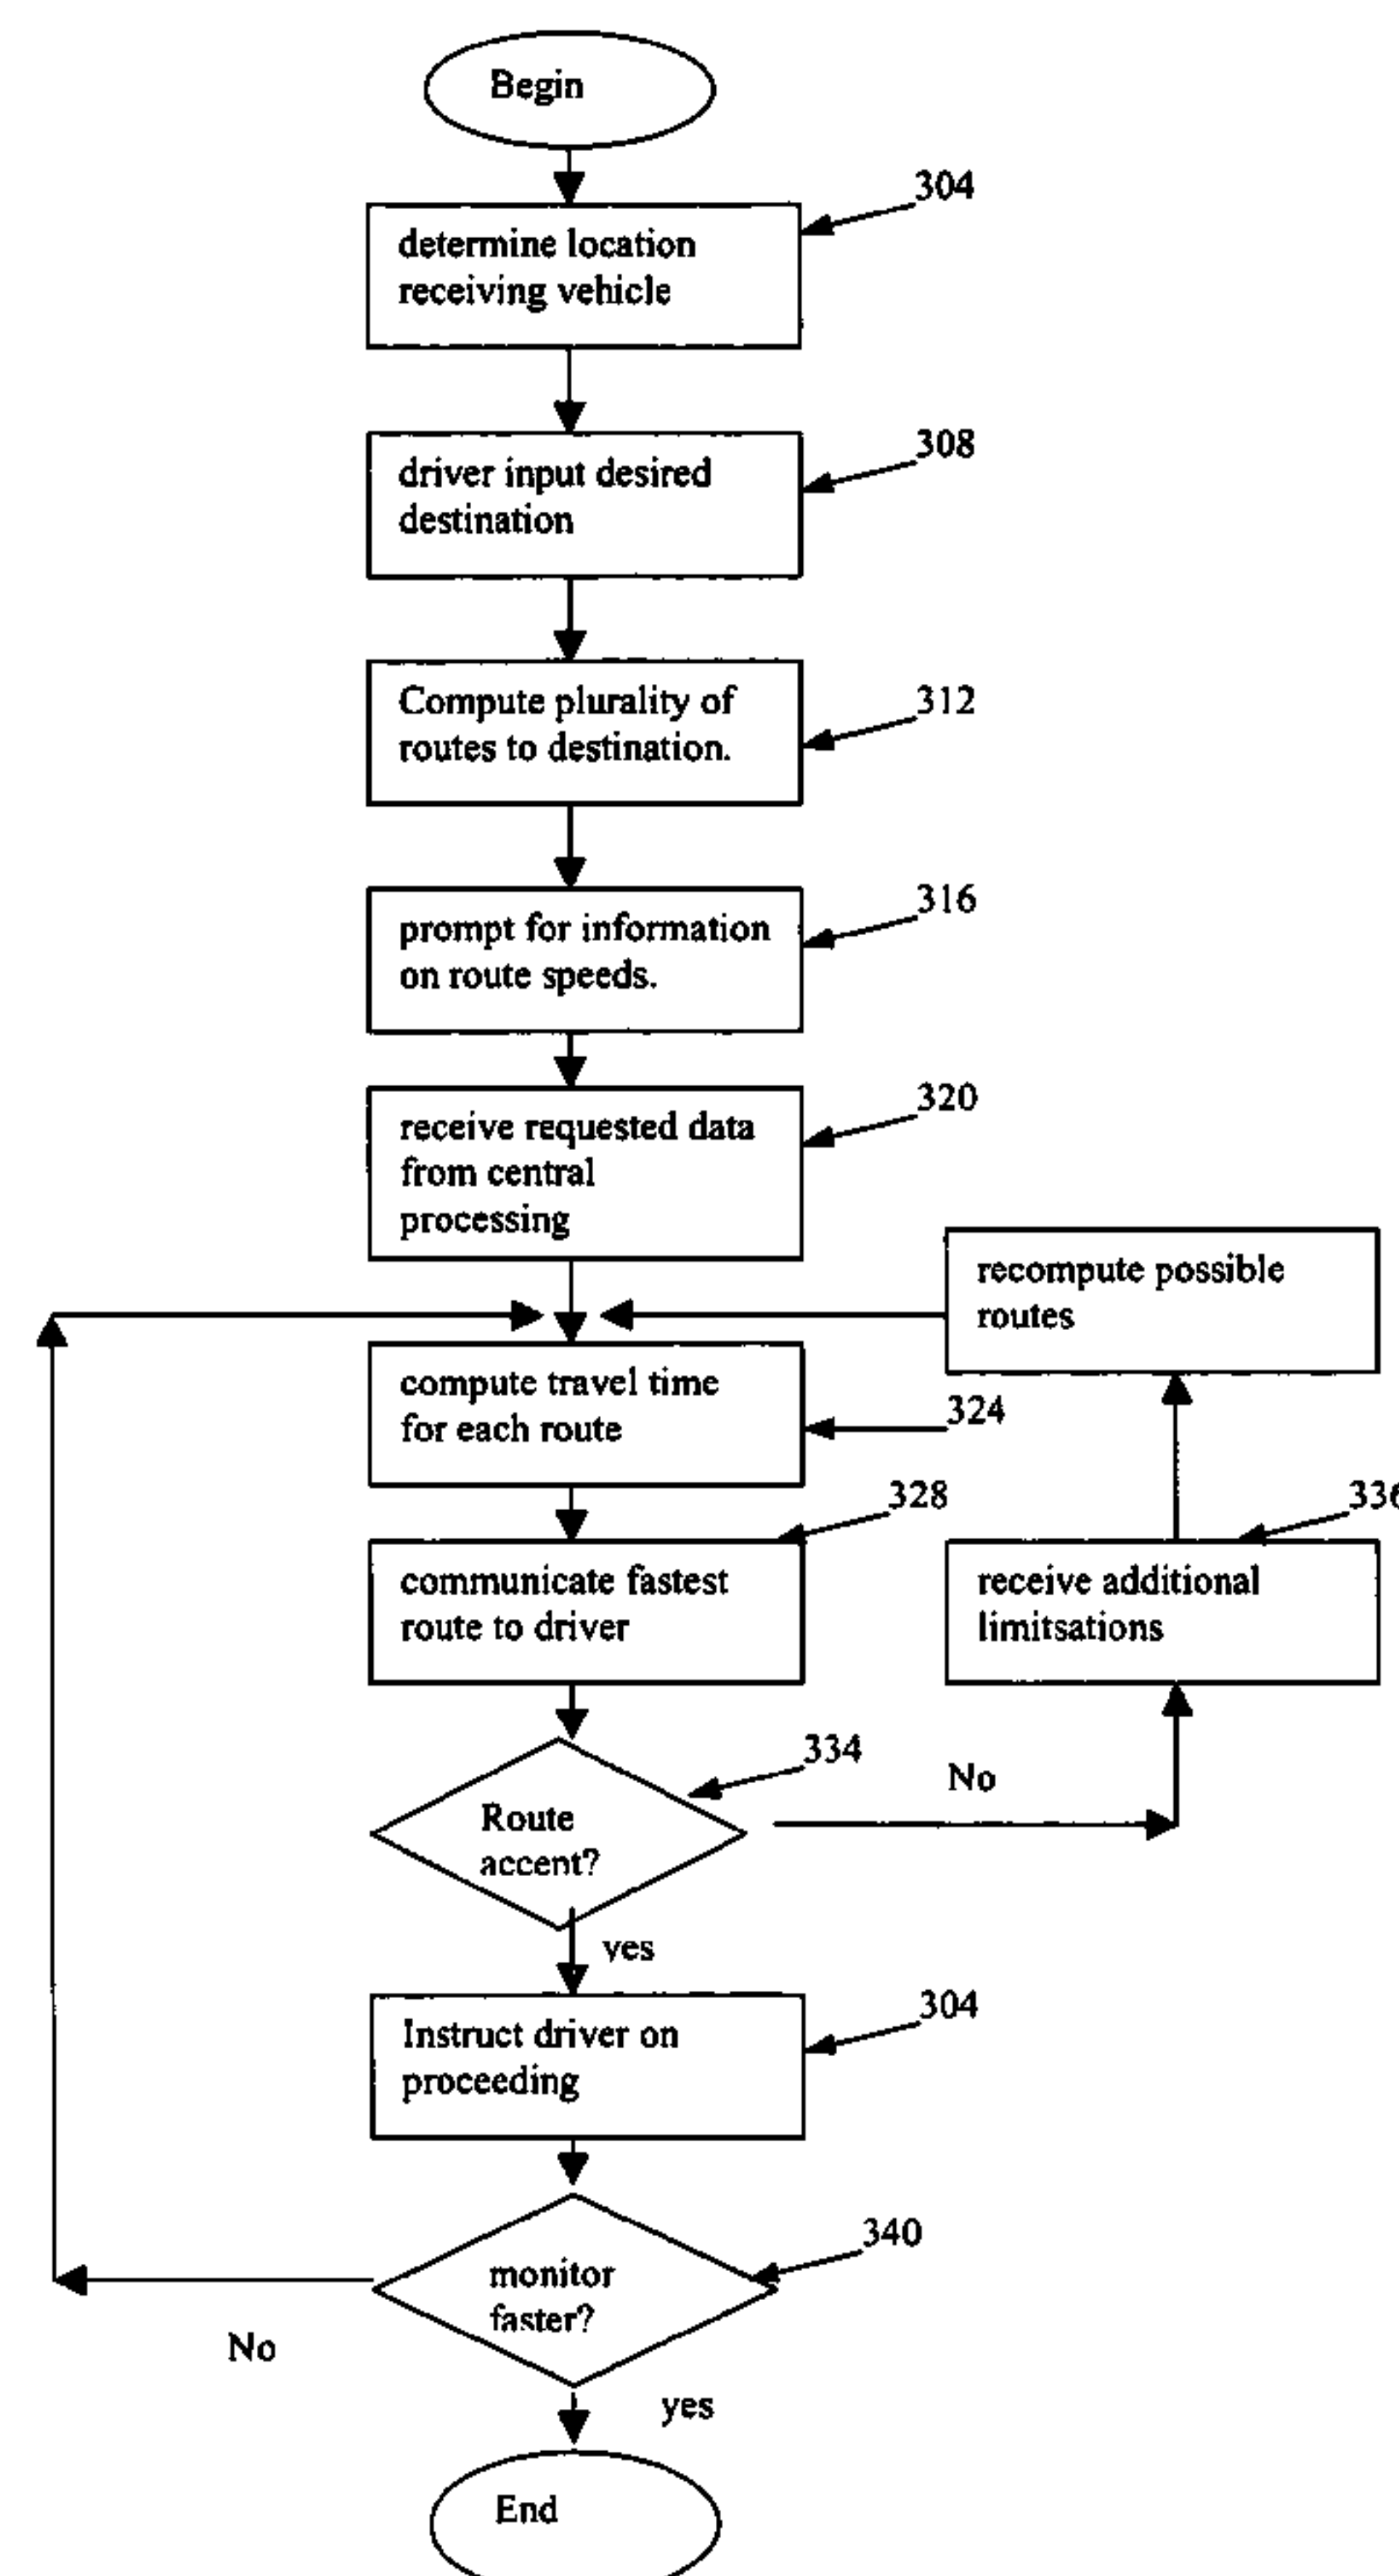 Begin
304
determine location
receiving vehicle
308
driver input desired
destination
312
Compute plurality of
routes to destination.
316
prompt for information
on route speeds.
320
receive requested data
from central
processing
recompute possible
routes
compute travel time
for each route
324
328
336
communicate fastest
route to driver
receive additional
limitsations
334
No
Route
accent?
yes
304
Instruct driver on
proceeding
340
monitor
faster?
No
yes
End